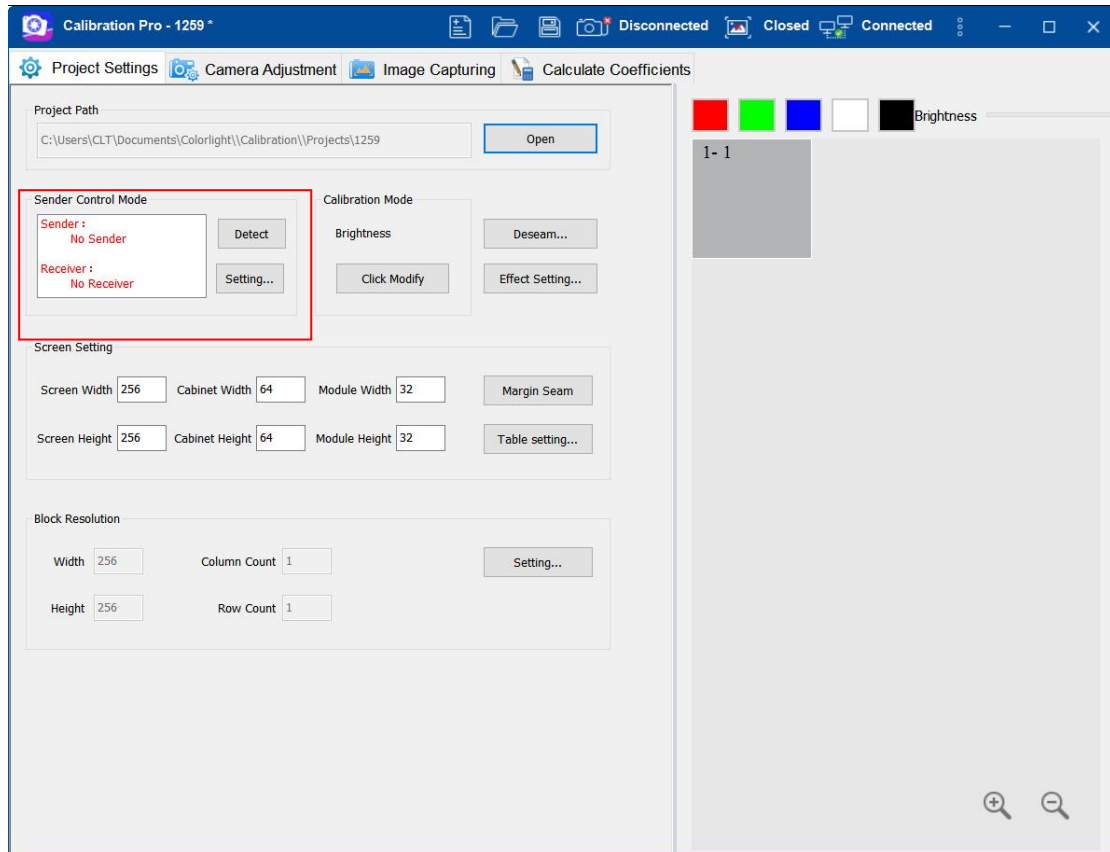 Calibration Pro - 1259 *
Disconnected
Closed
Connected
Project Settings
Camera Adjustment
Image Capturing
Calculate Coefficients
Project Path
C:\Users\CLT\Documents\Colorlight\\Calibration\\Projects\1259
Open
Sender Control Mode
Sender:
No Sender
Receiver:
No Receiver
Detect
Setting...
Calibration Mode
Brightness
Click Modify
Deseam...
Effect Setting...
Screen Setting
Screen Width 256 Cabinet Width 64 Module Width 32
Margin Seam
Screen Height 256 Cabinet Height 64 Module Height 32
Table setting...
Block Resolution
Width 256 Column Count 1
Setting...
Height 256 Row Count 1
Brightness
1- 1